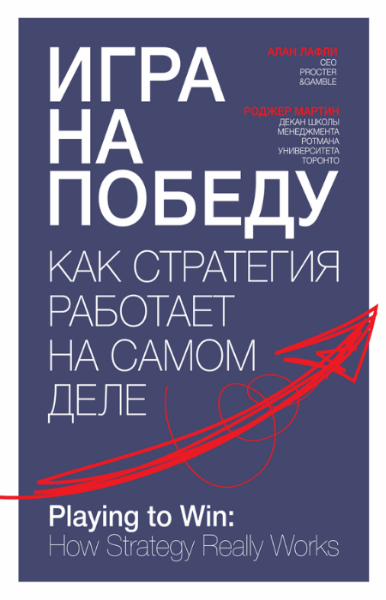 ИГРА
НА
ПОБЕДУ
АЛАН ЛАФЛИ
CEO
PROCTER
&GAMBLE
РОДЖЕР МАРТИН
ДЕКАН ШКОЛЫ
МЕНЕДЖМЕНТА
РОТМАНА
УНИВЕРСИТЕТА
ТОРОНТО
КАК СТРАТЕГИЯ
РАБОТАЕТ
НА САМОМ
ДЕЛЕ
Playing to Win:
How Strategy Really Works